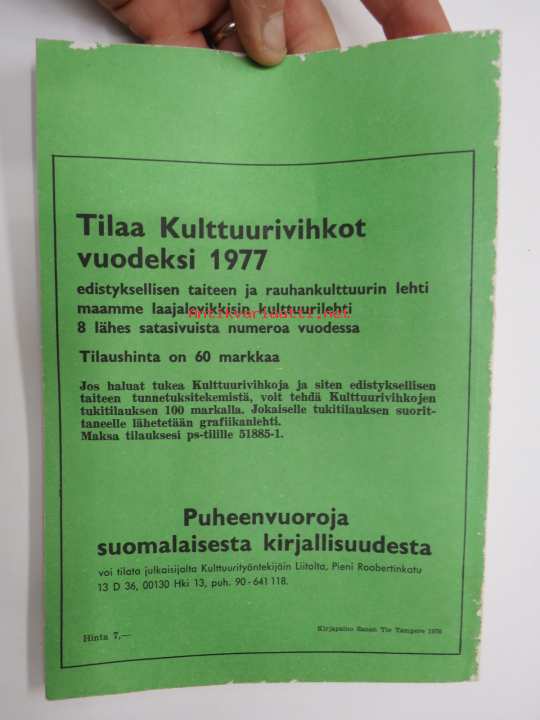 Tilaa Kulttuurivihkot
vuodeksi 1977
edistyksellisen taiteen ja rauhankulttuurin lehti
maamme laajalevikkisin kulttuurilehti
Antikvariaatti.net
8 lähes satasivuista numeroa vuodessa
Tilaushinta on 60 markkaa
Jos haluat tukea Kulttuurivihkoja ja siten edistyksellisen
taiteen tunnetuksitekemistä, voit tehdä Kulttuurivihkojen
tukitilauksen 100 markalla. Jokaiselle tukitilauksen suorit-
taneelle lähetetään grafiikanlehti.
Maksa tilauksesi ps-tilille 51885-1.
Puheenvuoroja
suomalaisesta kirjallisuudesta
voi tilata julkaisijalta Kulttuurityöntekijäin Liitolta, Pieni Roobertinkatu
13 D 36, 00130 Hki 13, puh. 90-641 118.
Hinta 7,—
Kirjapaino Sanan Tie Tampere 1976